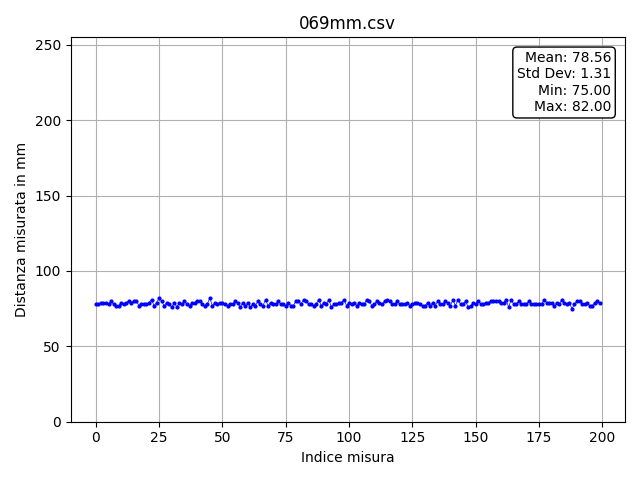 069mm.csv
Mean: 78.56
Std Dev: 1.31
Min: 75.00
Max: 82.00
Distanza misurata in mm
250
200
150
100
50
0
0 25 50 75 100 125 150 175 200
Indice misura